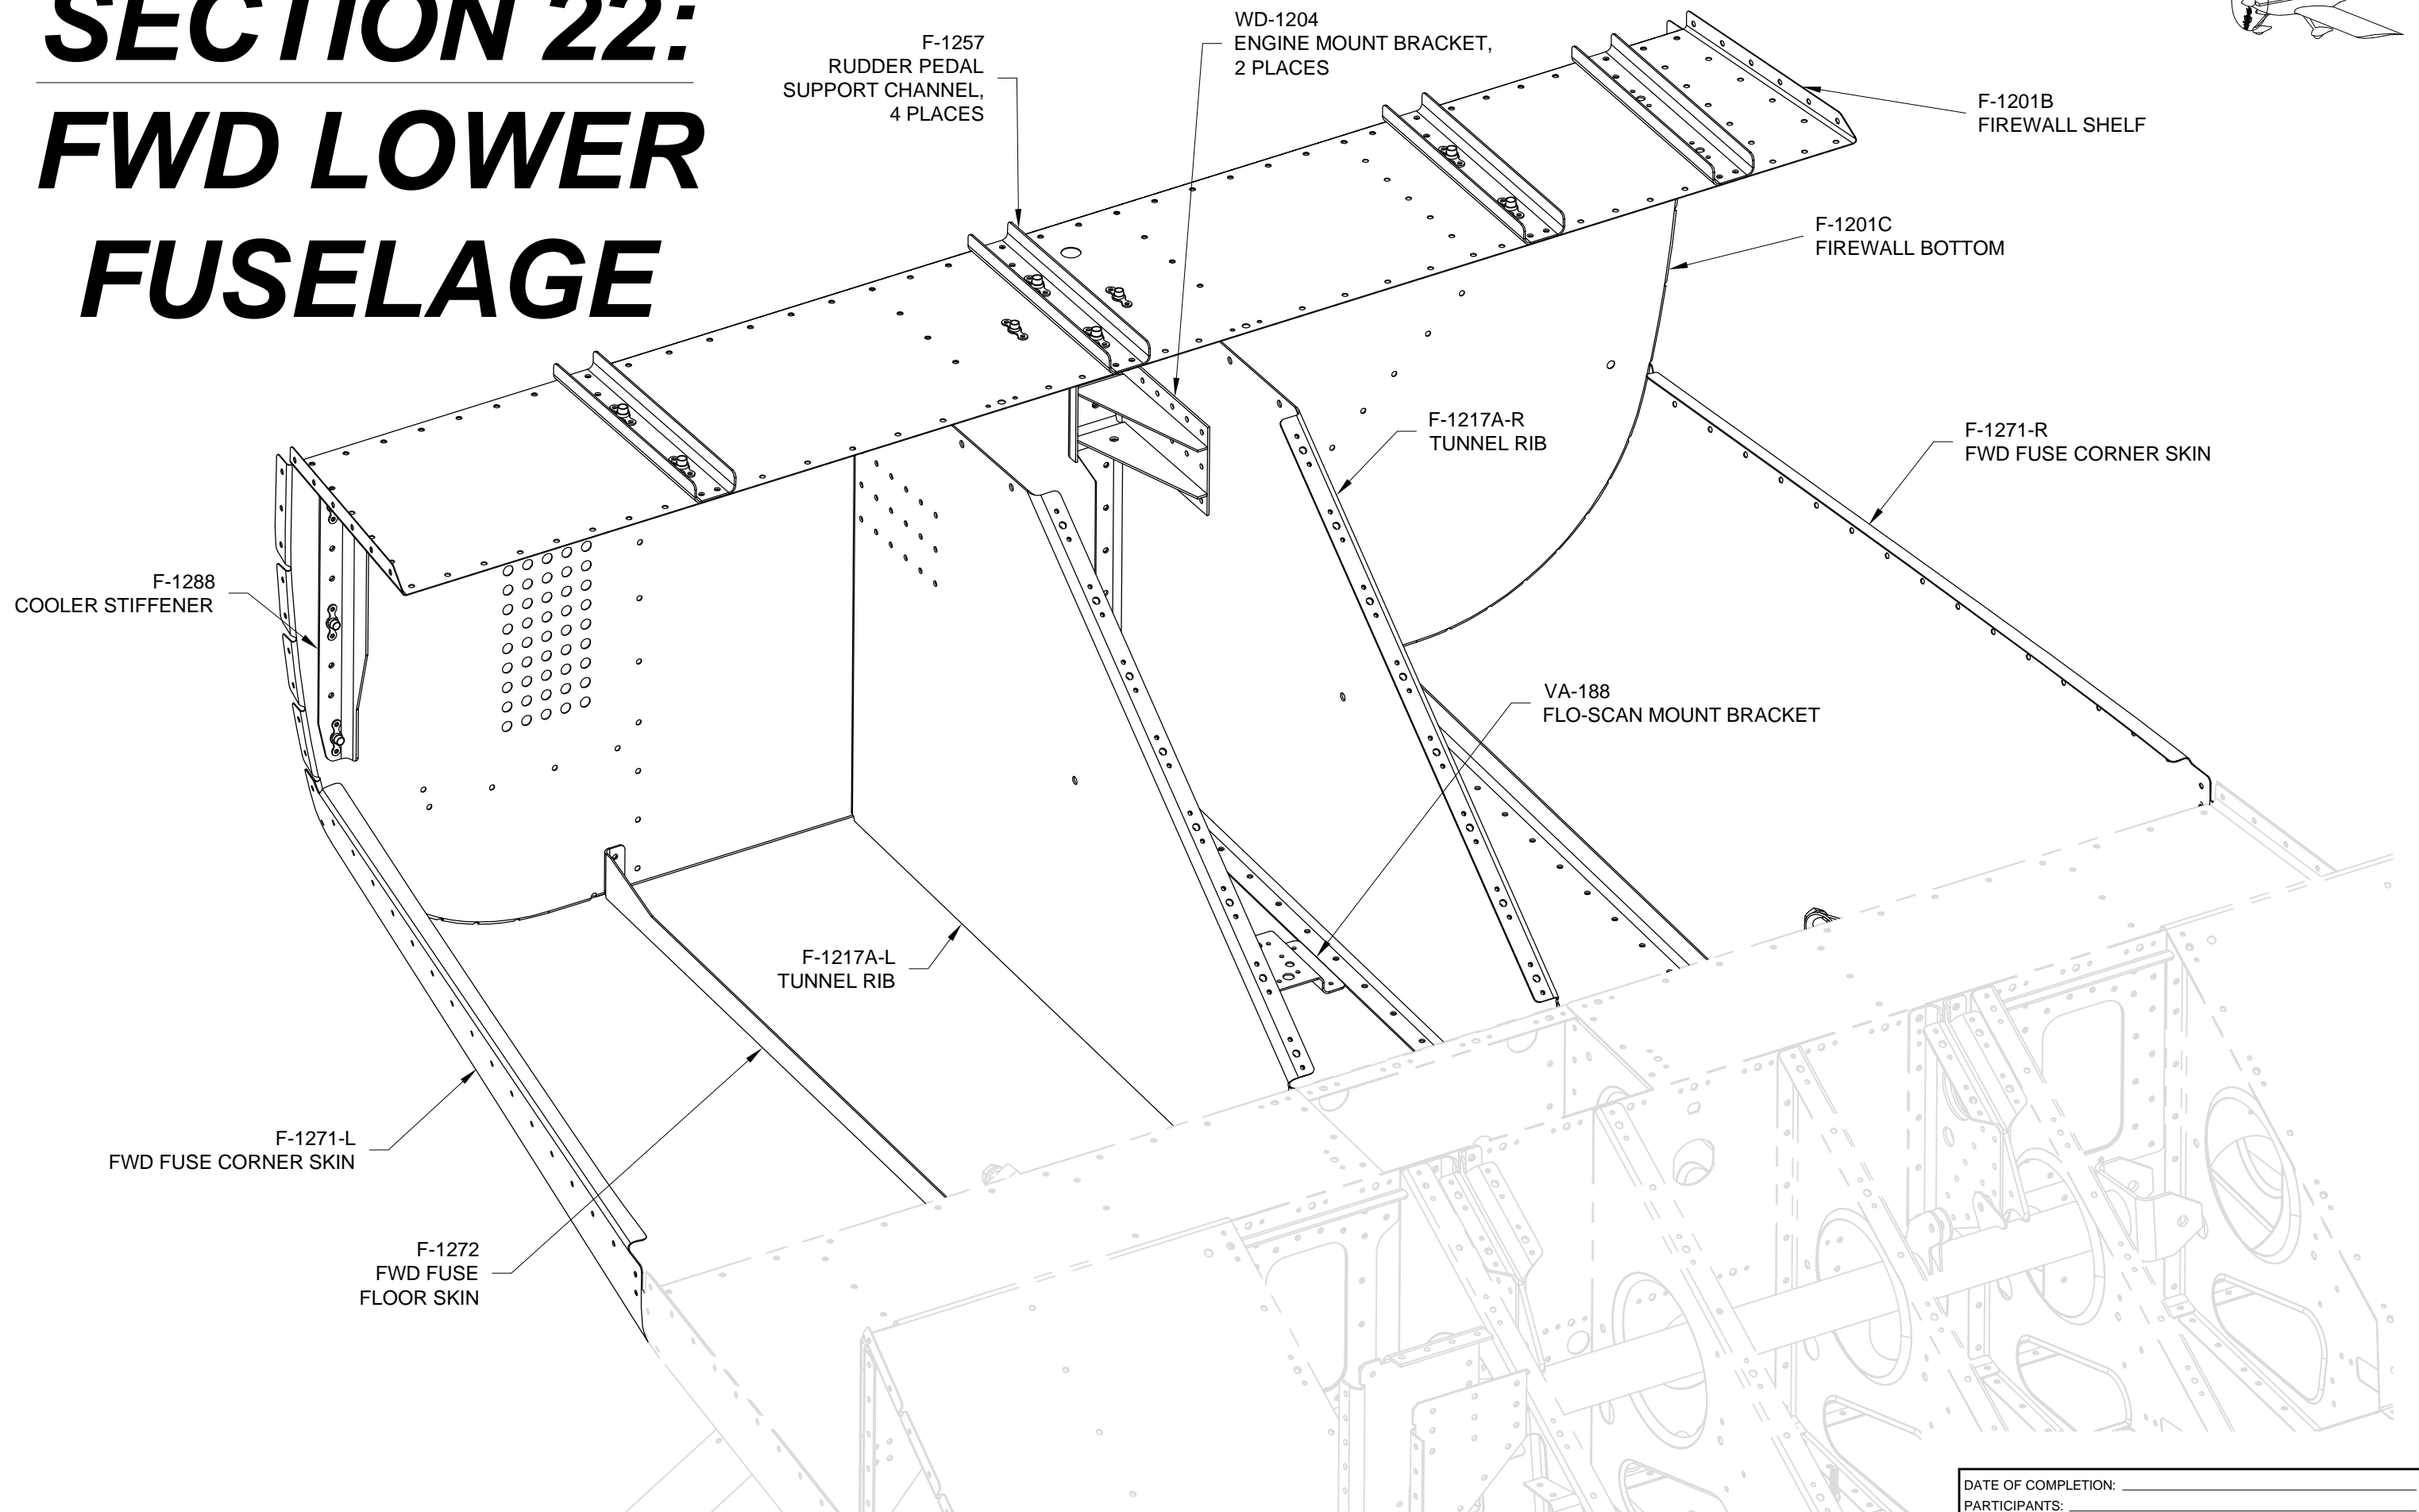 SECTION 22:
FWD LOWER
FUSELAGE
F-1257
RUDDER PEDAL
SUPPORT CHANNEL,
4 PLACES
WD-1204
ENGINE MOUNT BRACKET,
2 PLACES
F-1201B
FIREWALL SHELF
F-1201C
FIREWALL BOTTOM
F-1217A-R
TUNNEL RIB
F-1271-R
FWD FUSE CORNER SKIN
F-1288
COOLER STIFFENER
VA-188
FLO-SCAN MOUNT BRACKET
F-1217A-L
TUNNEL RIB
F-1271-L
FWD FUSE CORNER SKIN
F-1272
FWD FUSE
FLOOR SKIN
DATE OF COMPLETION:
PARTICIPANTS: